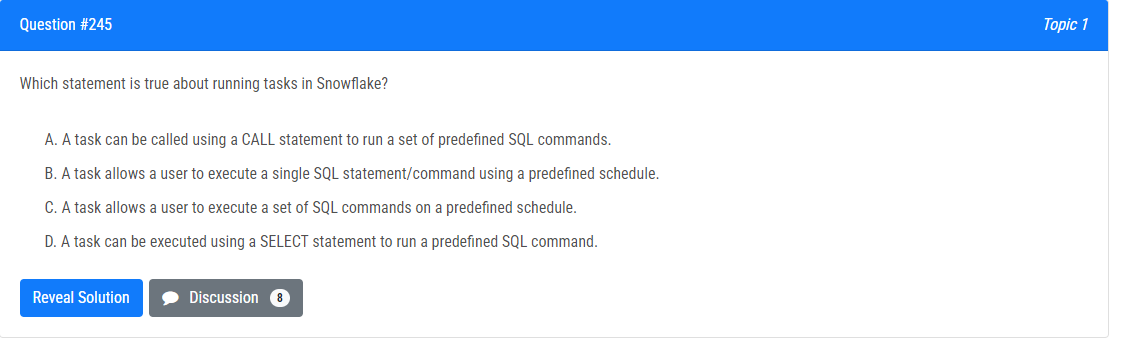 Question #245 Topic 1
Which statement is true about running tasks in Snowflake?
A. A task can be called using a CALL statement to run a set of predefined SQL commands.
B. A task allows a user to execute a single SQL statement/command using a predefined schedule.
C. A task allows a user to execute a set of SQL commands on a predefined schedule.
D. A task can be executed using a SELECT statement to run a predefined SQL command.
Reveal Solution Discussion 8